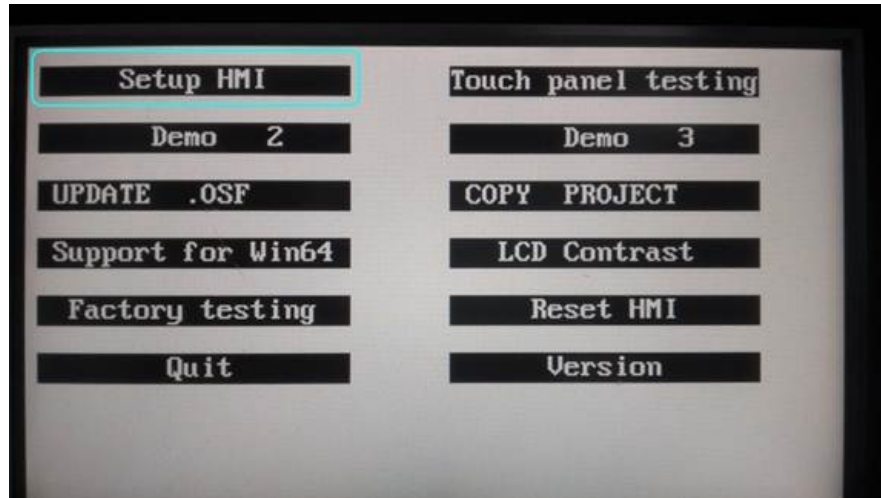 Setup HMI
Touch panel testing
Demo 2
Demo 3
UPDATE .OSF
COPY PROJECT
Support for Win64
LCD Contrast
Factory testing
Reset HMI
Quit
Version